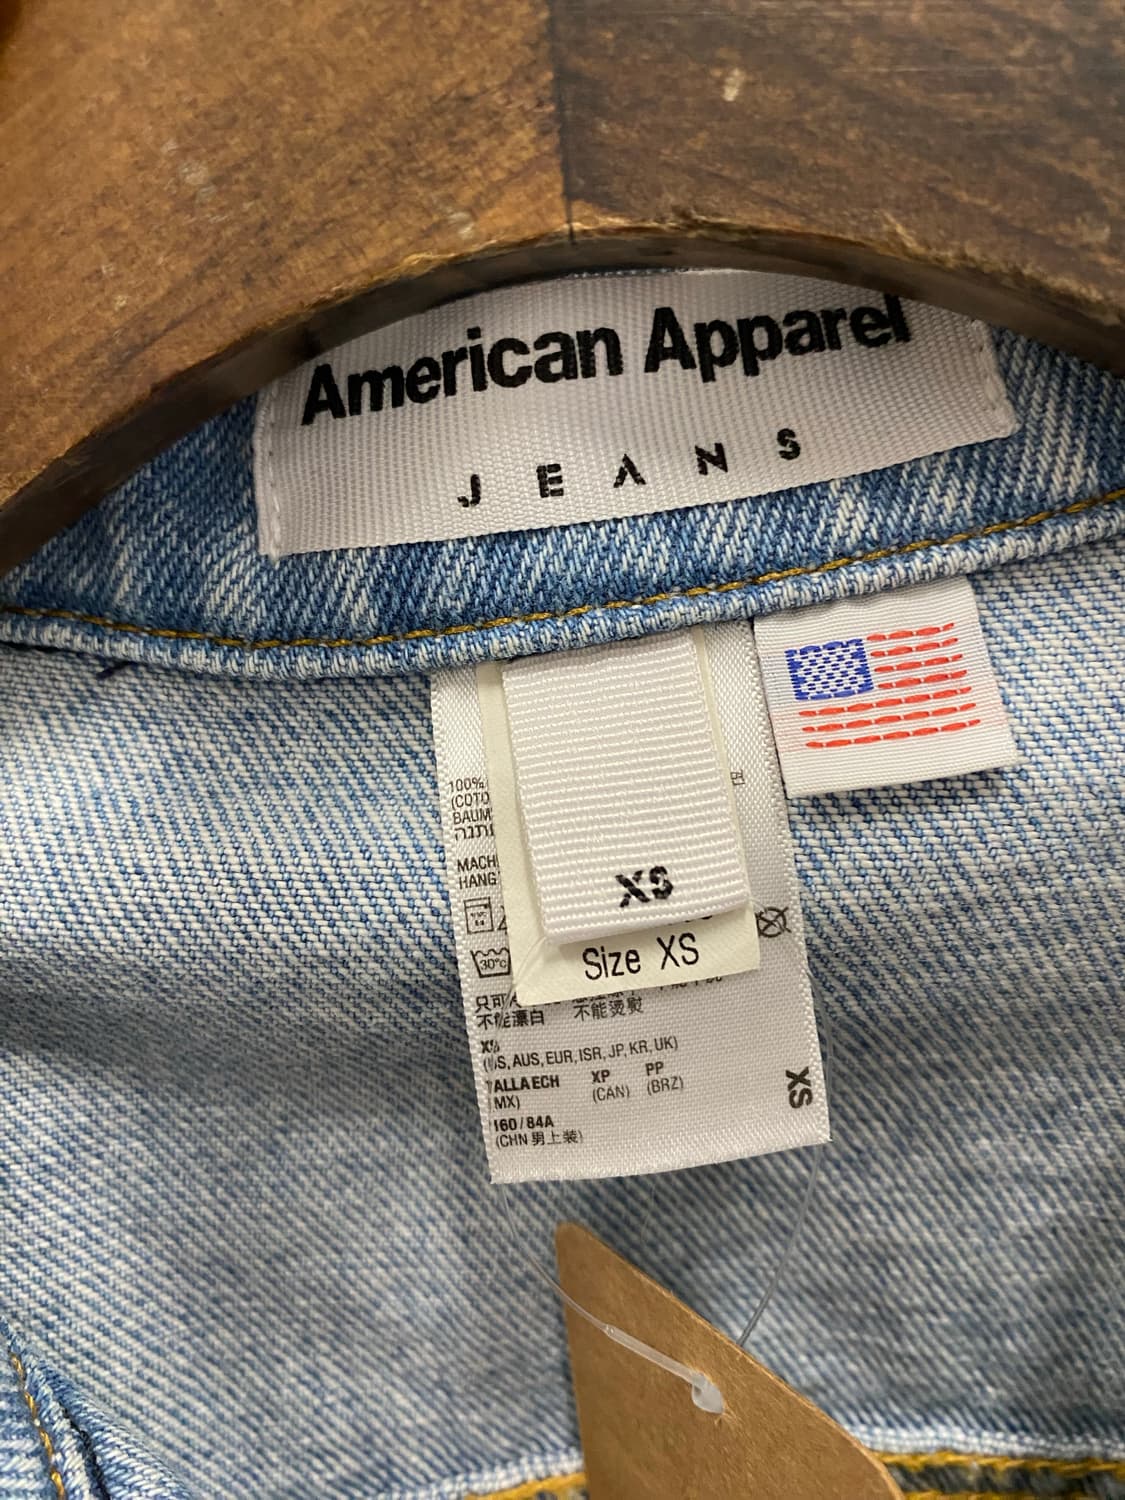 American Apparel
JEANS
XS
Size XS
100%
(COTO
BAUM
MACH
HANG
30°C
只可
不能漂白 不能烫熨
XS
(US, AUS, EUR, ISR, JP, KR, UK)
TALLA ECH XP PP
(MX) (CAN) (BRZ)
160/84A
(CHN 男上装)
XS